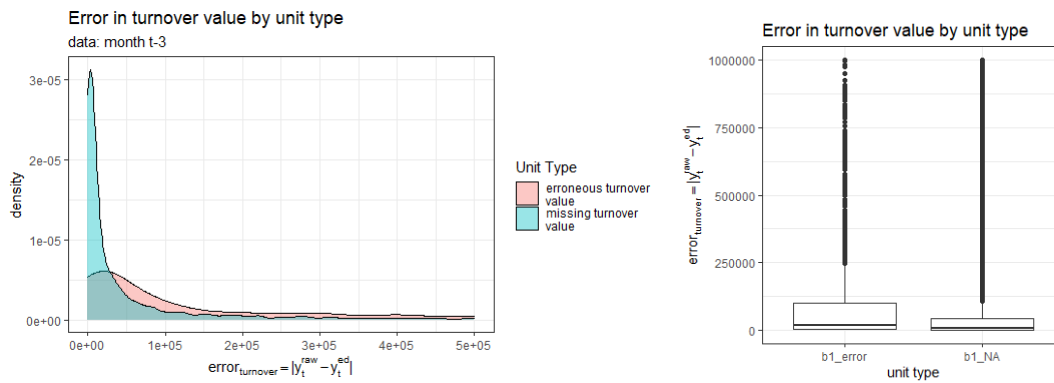 Error in turnover value by unit type
data: month t-3
density
3e-05
2e-05
1e-05
0e+00
0e+00 1e+05 2e+05 3e+05 4e+05 5e+05
error_turnover = |y_t^raw − y_t^ed|
Unit Type
erroneous turnover
value
missing turnover
value
Error in turnover value by unit type
error_turnover = |y_t^raw − y_t^ed|
1000000
750000
500000
250000
0
b1_error b1_NA
unit type